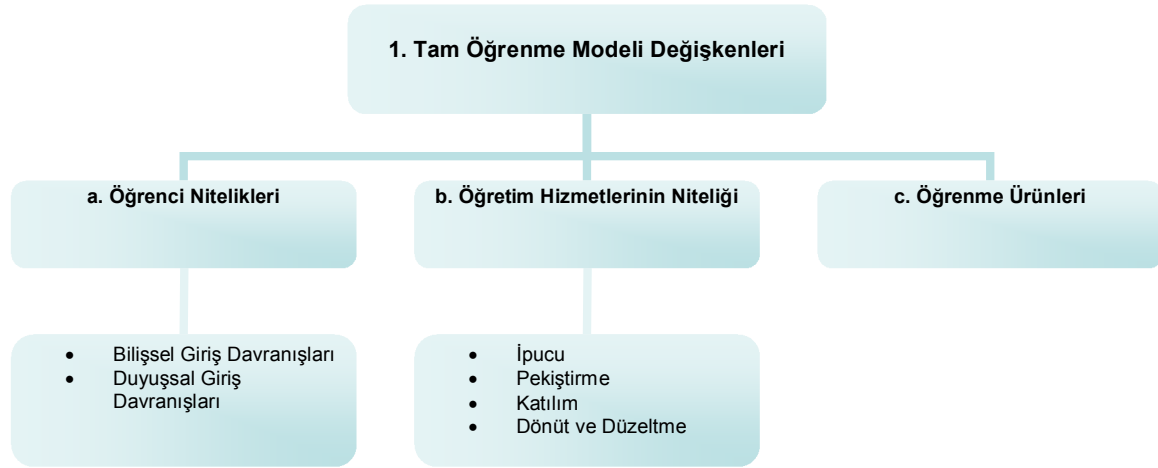 1. Tam Öğrenme Modeli Değişkenleri
a. Öğrenci Nitelikleri
b. Öğretim Hizmetlerinin Niteliği
c. Öğrenme Ürünleri
• Bilişsel Giriş Davranışları
• Duyuşsal Giriş
Davranışları
• İpucu
• Pekiştirme
• Katılım
• Dönüt ve Düzeltme